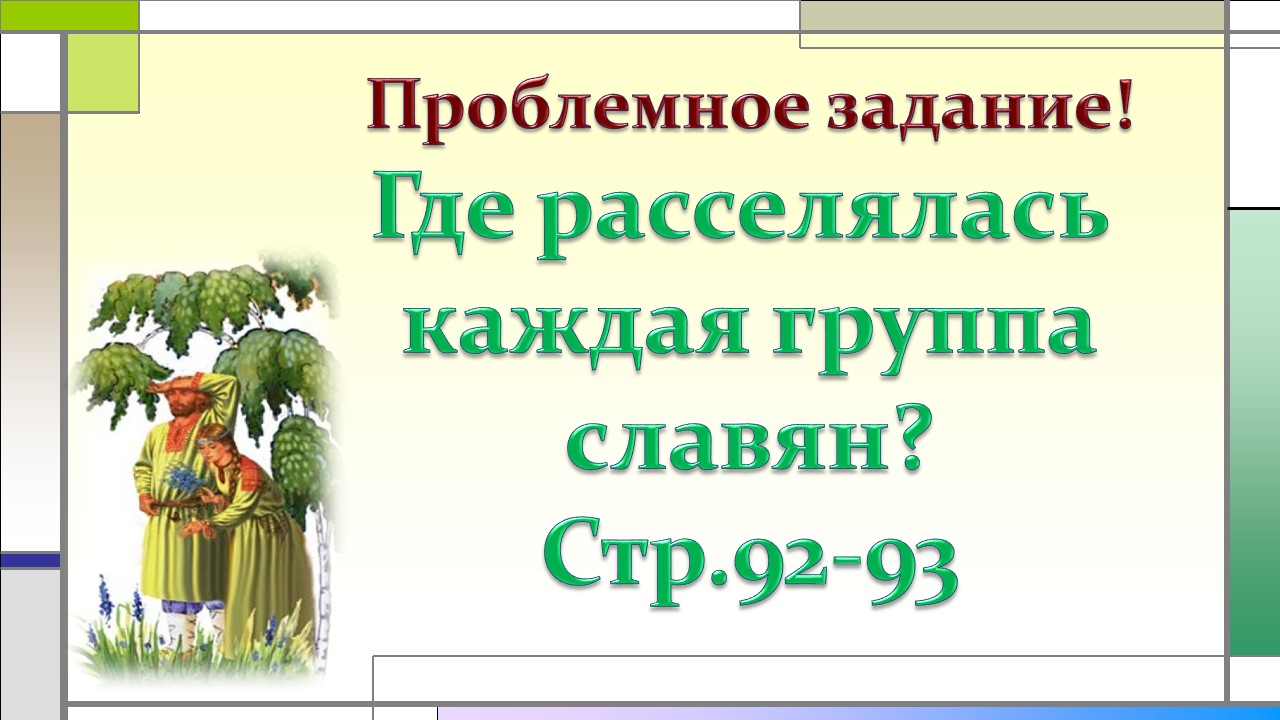 Проблемное задание!
Где расселялась
каждая группа
славян?
Стр.92-93